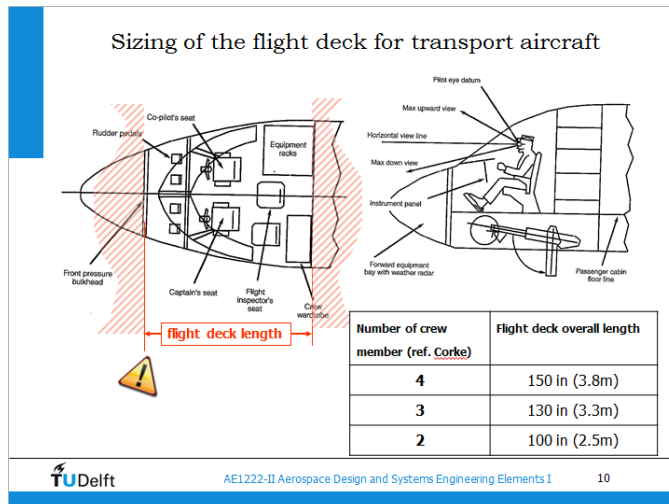 Sizing of the flight deck for transport aircraft
Co-pilot's seat
Rudder pedals
Equipment
racks
Front pressure
bulkhead
Captain's seat
Flight
inspector's
seat
Crew
wardrobe
flight deck length
Pilot eye datum
Max upward view
Horizontal view line
Max down view
Instrument panel
Forward equipment
bay with weather radar
Passenger cabin
floor line
Number of crew
member (ref. Corke)
Flight deck overall length
4 150 in (3.8m)
3 130 in (3.3m)
2 100 in (2.5m)
TUDelft
AE1222-II Aerospace Design and Systems Engineering Elements I 10